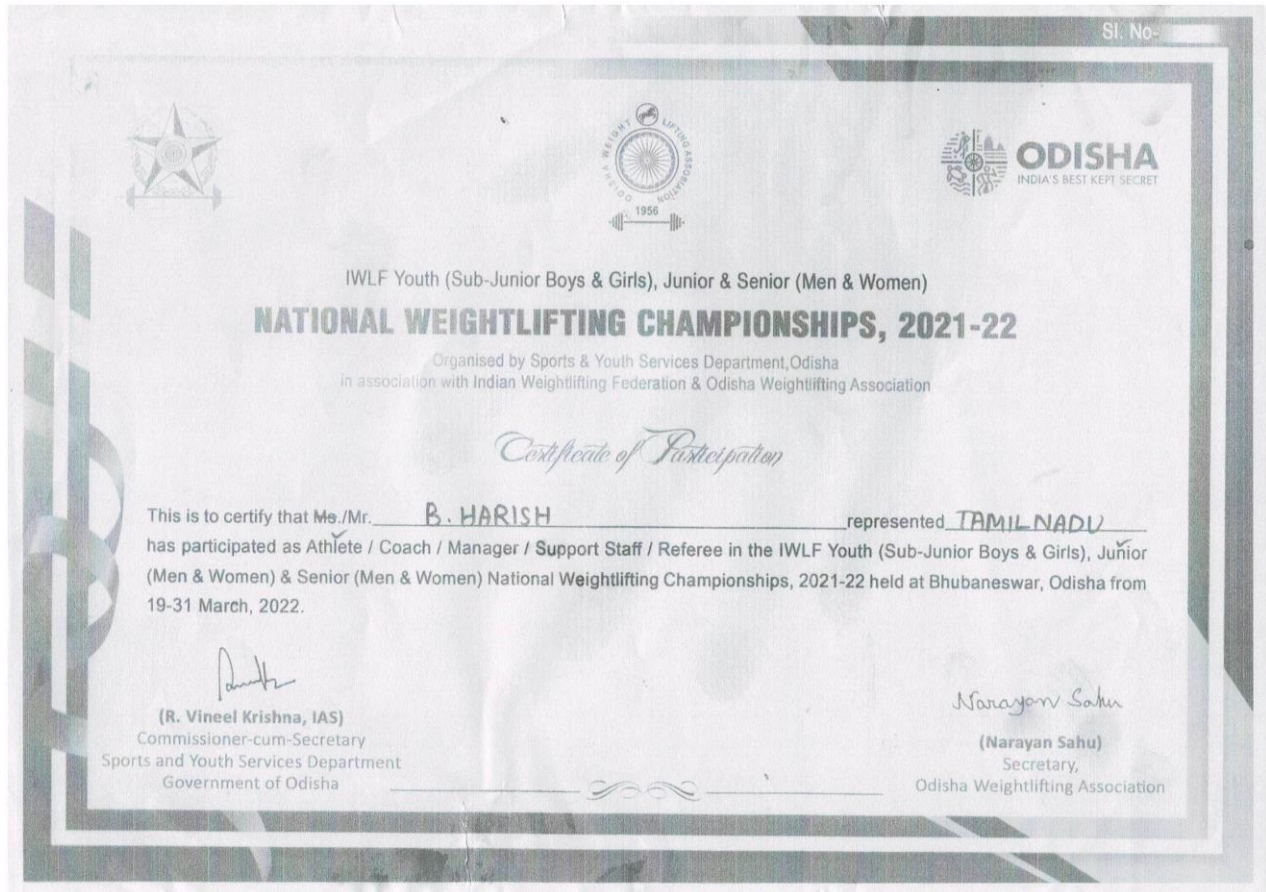 Sl. No-
ODISHA WEIGHT LIFTING ASSOCIATION
1956
ODISHA
INDIA'S BEST KEPT SECRET
IWLF Youth (Sub-Junior Boys & Girls), Junior & Senior (Men & Women)
NATIONAL WEIGHTLIFTING CHAMPIONSHIPS, 2021-22
Organised by Sports & Youth Services Department,Odisha
in association with Indian Weightlifting Federation & Odisha Weightlifting Association
Certificate of Participation
This is to certify that Ms./Mr. B. HARISH represented TAMILNADU
has participated as Athlete / Coach / Manager / Support Staff / Referee in the IWLF Youth (Sub-Junior Boys & Girls), Junior
(Men & Women) & Senior (Men & Women) National Weightlifting Championships, 2021-22 held at Bhubaneswar, Odisha from
19-31 March, 2022.
Narayan Sahu
(R. Vineel Krishna, IAS)
Commissioner-cum-Secretary
Sports and Youth Services Department
Government of Odisha
(Narayan Sahu)
Secretary,
Odisha Weightlifting Association